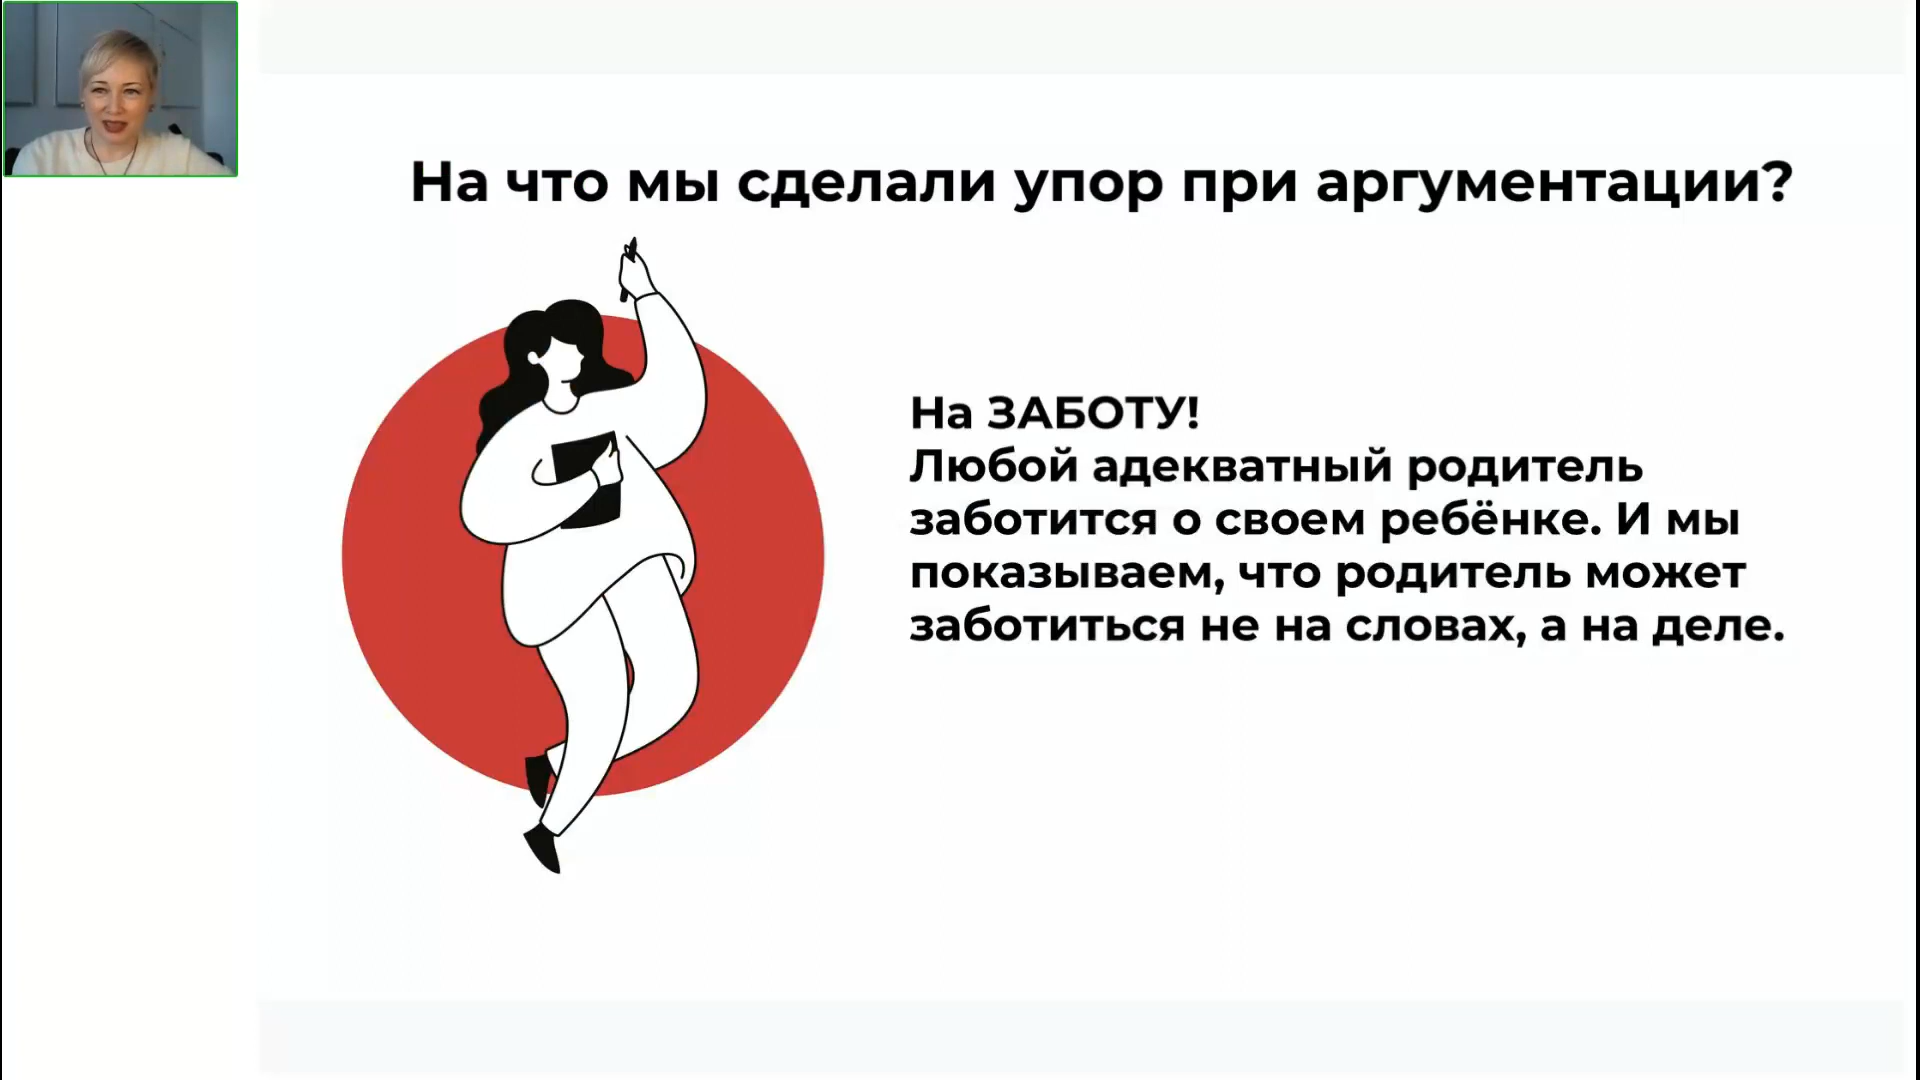 На что мы сделали упор при аргументации?
На ЗАБОТУ!
Любой адекватный родитель
заботится о своем ребёнке. И мы
показываем, что родитель может
заботиться не на словах, а на деле.